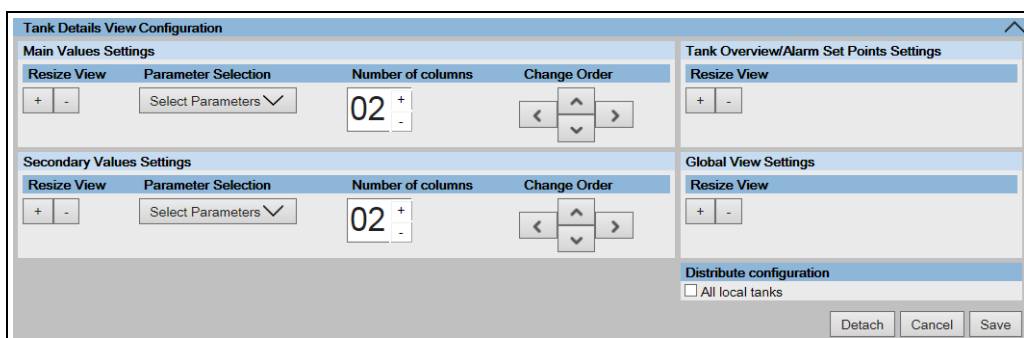 Tank Details View Configuration
Main Values Settings
Resize View Parameter Selection Number of columns Change Order
+ - Select Parameters 02 + -
Tank Overview/Alarm Set Points Settings
Resize View
+ -
Secondary Values Settings
Resize View Parameter Selection Number of columns Change Order
+ - Select Parameters 02 + -
Global View Settings
Resize View
+ -
Distribute configuration
All local tanks
Detach Cancel Save